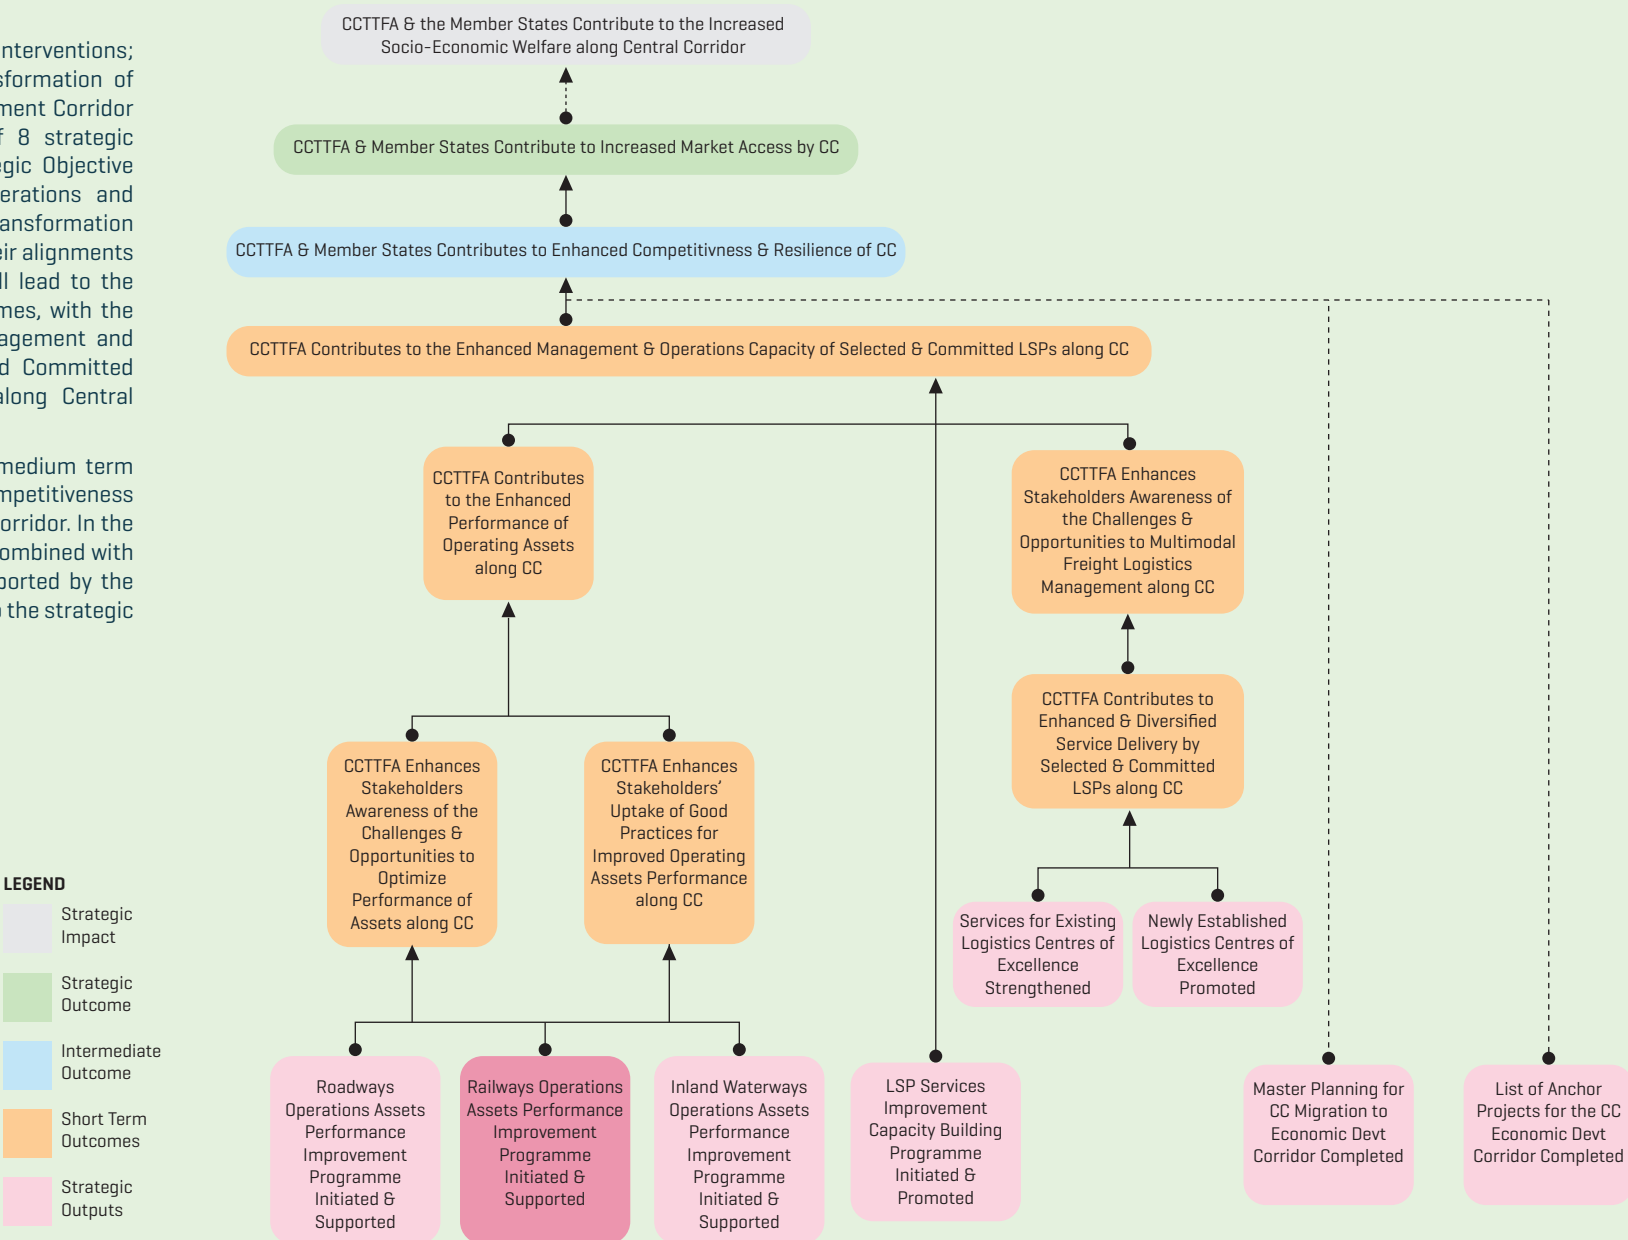 nterventions;
sformation of
ment Corridor
f 8 strategic
egic Objective
erations and
ansformation
eir alignments
ll lead to the
mes, with the
agement and
d Committed
along Central
medium term
mpetitiveness
orridor. In the
ombined with
ported by the
o the strategic
CCTTFA & the Member States Contribute to the Increased
Socio-Economic Welfare along Central Corridor
CCTTFA & Member States Contribute to Increased Market Access by CC
CCTTFA & Member States Contributes to Enhanced Competitivness & Resilience of CC
CCTTFA Contributes to the Enhanced Management & Operations Capacity of Selected & Committed LSPs along CC
CCTTFA Contributes
to the Enhanced
Performance of
Operating Assets
along CC
CCTTFA Enhances
Stakeholders Awareness of
the Challenges &
Opportunities to Multimodal
Freight Logistics
Management along CC
CCTTFA Contributes to
Enhanced & Diversified
Service Delivery by
Selected & Committed
LSPs along CC
CCTTFA Enhances
Stakeholders
Awareness of the
Challenges &
Opportunities to
Optimize
Performance of
Assets along CC
CCTTFA Enhances
Stakeholders’
Uptake of Good
Practices for
Improved Operating
Assets Performance
along CC
Services for Existing
Logistics Centres of
Excellence
Strengthened
Newly Established
Logistics Centres of
Excellence
Promoted
Roadways
Operations Assets
Performance
Improvement
Programme
Initiated &
Supported
Railways Operations
Assets Performance
Improvement
Programme
Initiated &
Supported
Inland Waterways
Operations Assets
Performance
Improvement
Programme
Initiated &
Supported
LSP Services
Improvement
Capacity Building
Programme
Initiated &
Promoted
Master Planning for
CC Migration to
Economic Devt
Corridor Completed
List of Anchor
Projects for the CC
Economic Devt
Corridor Completed
LEGEND
Strategic
Impact
Strategic
Outcome
Intermediate
Outcome
Short Term
Outcomes
Strategic
Outputs